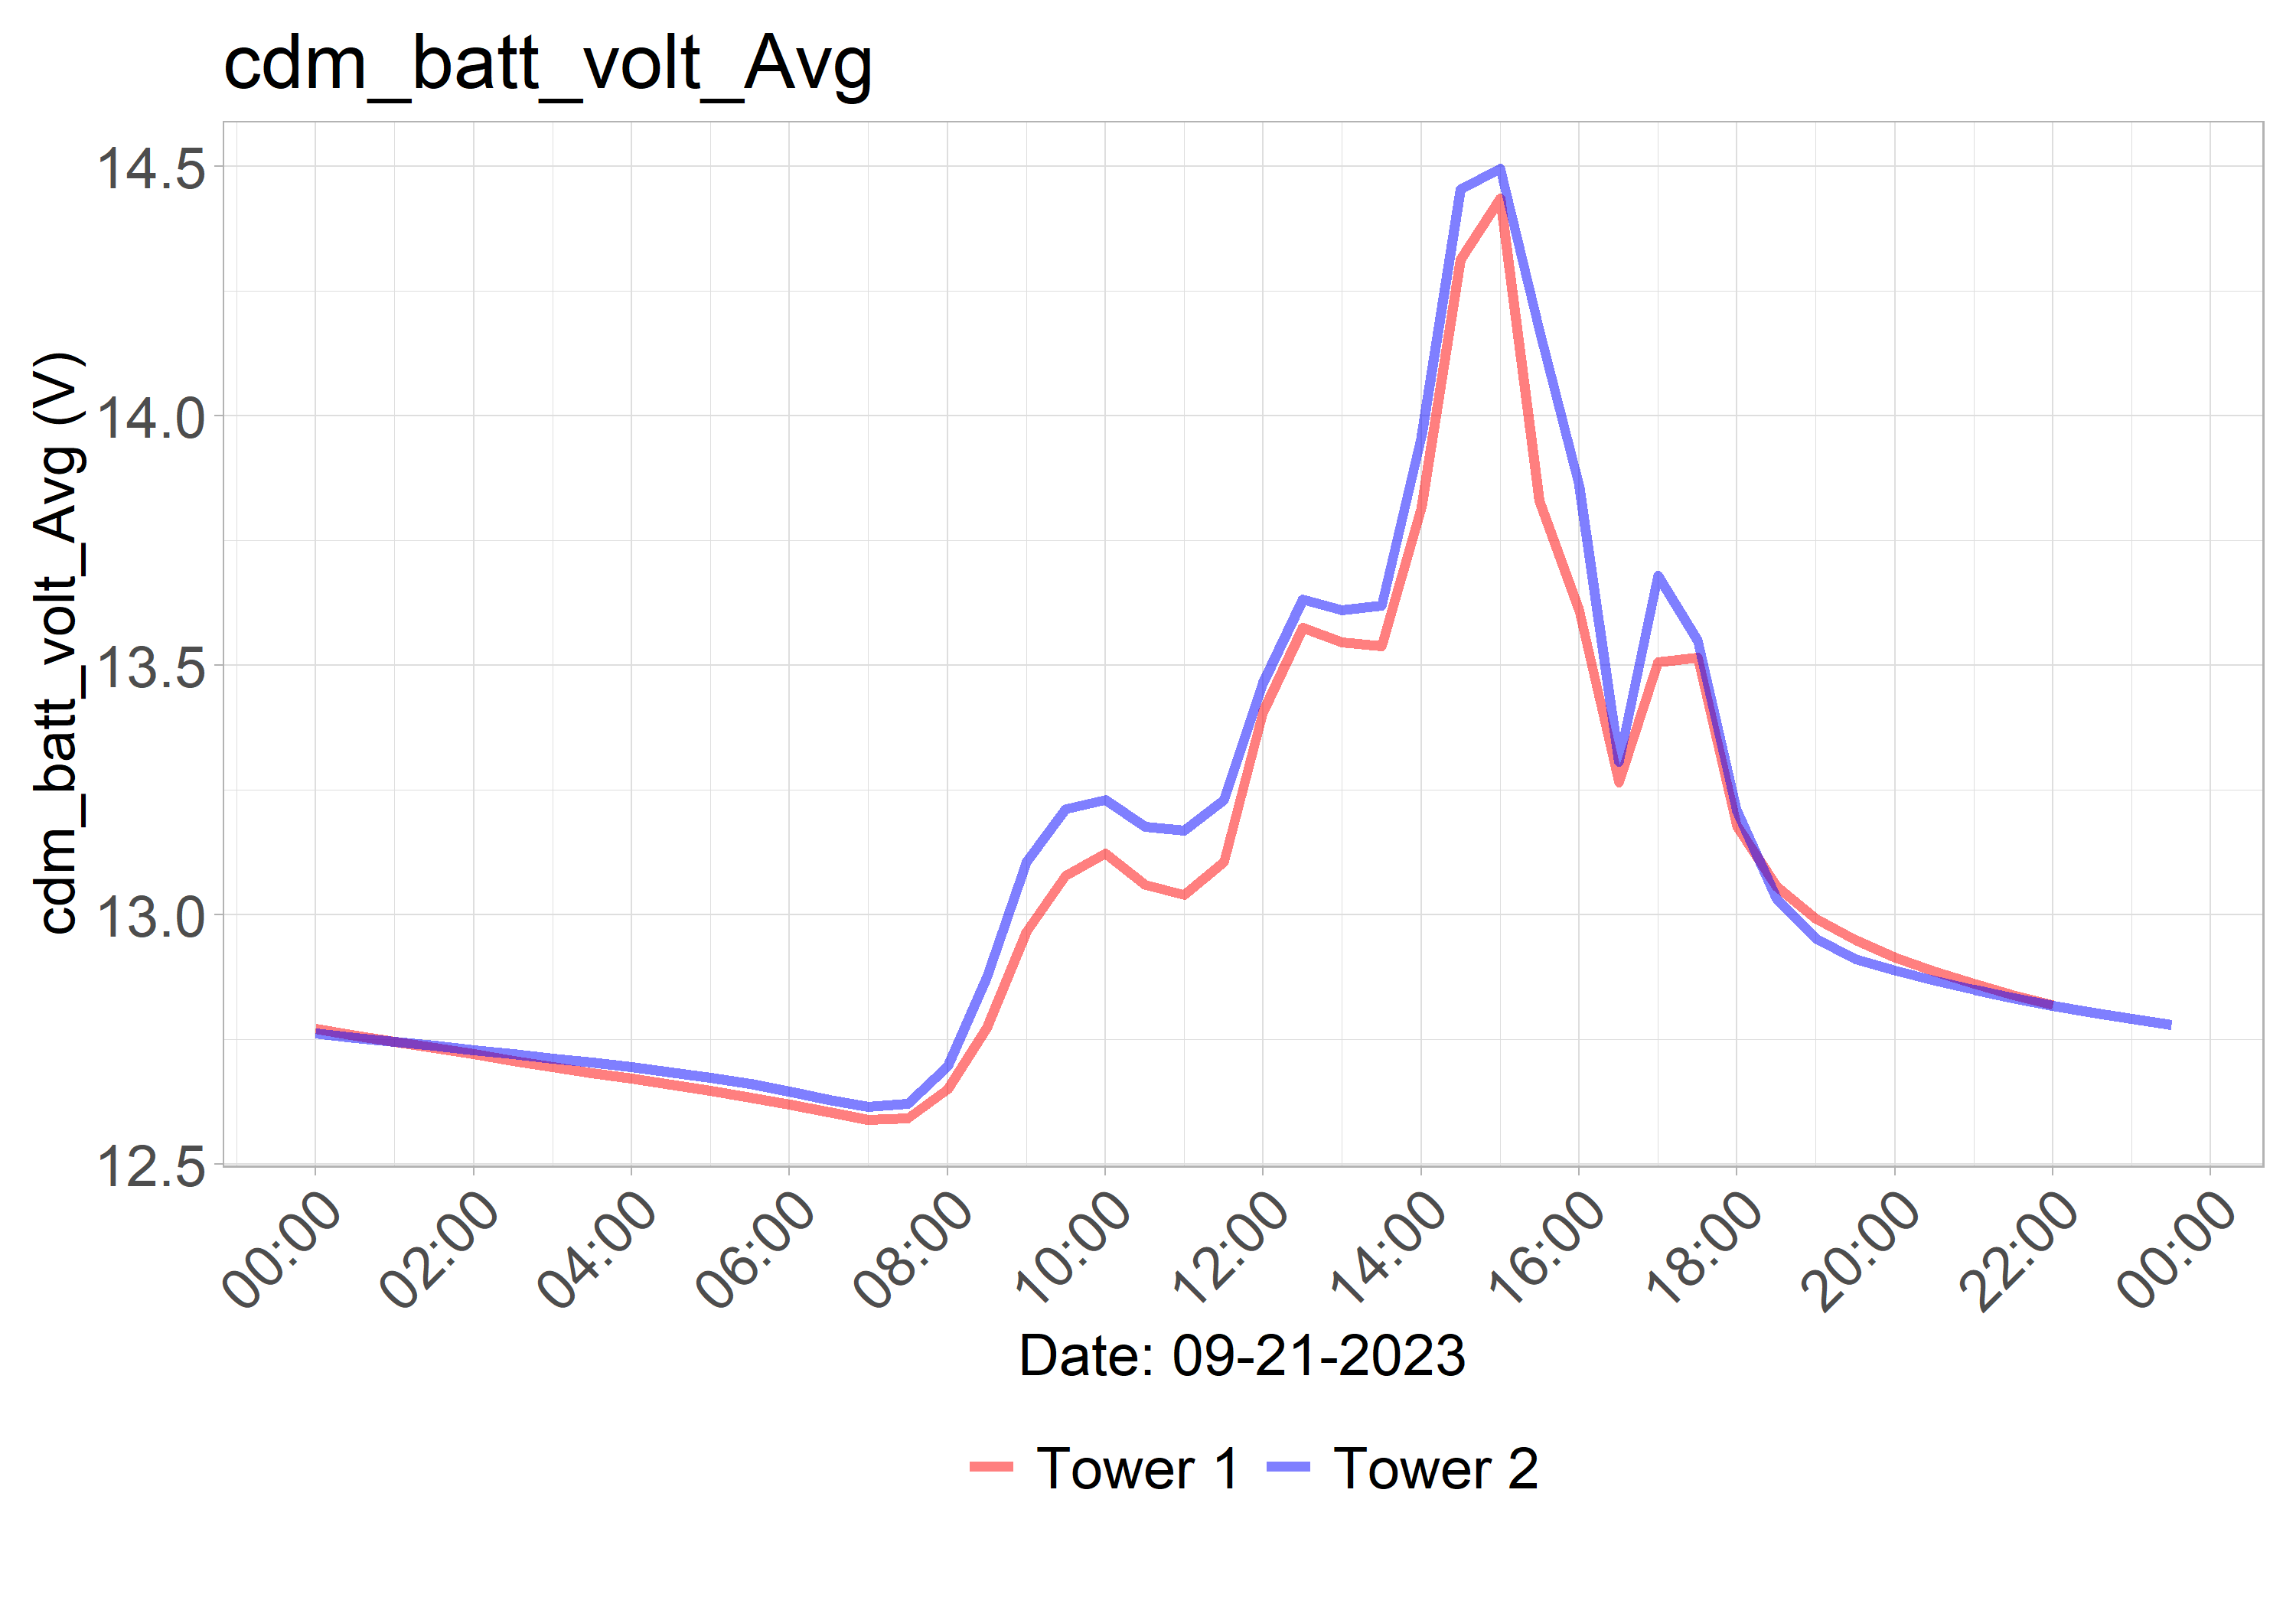 cdm_batt_volt_Avg
cdm_batt_volt_Avg (V)
14.5
14.0
13.5
13.0
12.5
00:00 02:00 04:00 06:00 08:00 10:00 12:00 14:00 16:00 18:00 20:00 22:00 00:00
Date: 09-21-2023
Tower 1 Tower 2